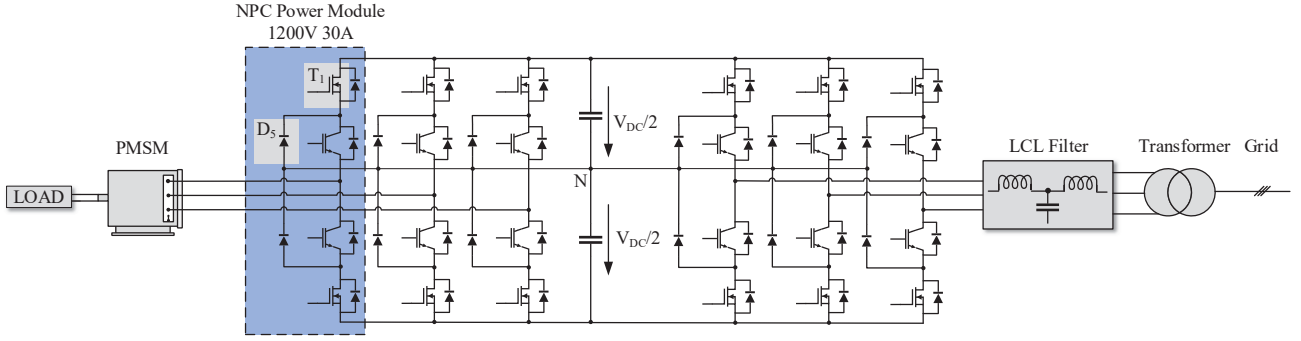 NPC Power Module
1200V 30A
T1
D5
PMSM
LOAD
VDC/2
N
VDC/2
LCL Filter
Transformer
Grid